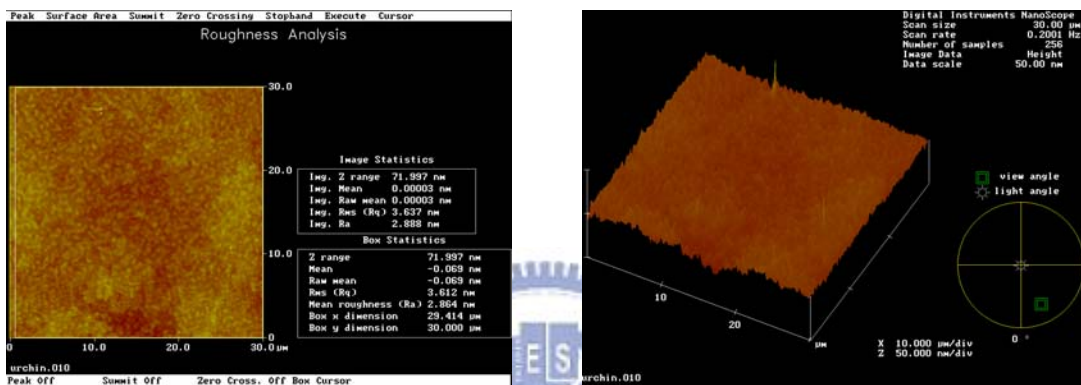 Peak Surface Area Summit Zero Crossing Stopband Execute Cursor
Roughness Analysis
30.0
20.0
10.0
0
0 10.0 20.0 30.0 µm
Image Statistics
Img. Z range 71.997 nm
Img. Mean 0.00003 nm
Img. Raw mean 0.00003 nm
Img. Rms (Rq) 3.637 nm
Img. Ra 2.888 nm
Box Statistics
Z range 71.997 nm
Mean -0.069 nm
Raw mean -0.069 nm
Rms (Rq) 3.612 nm
Mean roughness (Ra) 2.864 nm
Box x dimension 29.414 µm
Box y dimension 30.000 µm
urchin.010
Peak Off Summit Off Zero Cross. Off Box Cursor
ES
Digital Instruments NanoScope
Scan size 30.00 µm
Scan rate 0.2001 Hz
Number of samples 256
Image Data Height
Data scale 50.00 nm
view angle
light angle
10
20
µm
X 10.000 µm/div
Z 50.000 nm/div
0 °
urchin.010